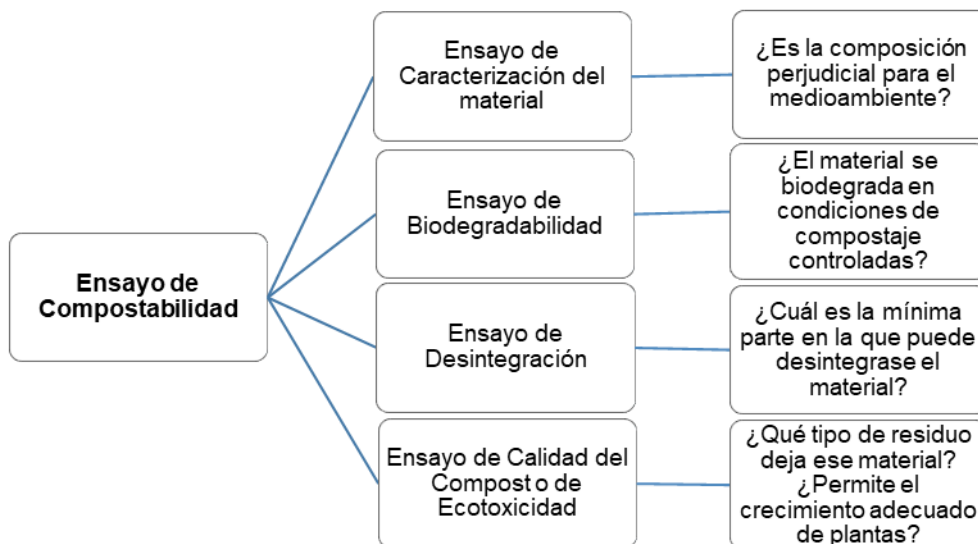 Ensayo de
Compostabilidad
Ensayo de
Caracterización del
material
¿Es la composición
perjudicial para el
medioambiente?
Ensayo de
Biodegradabilidad
¿El material se
biodegrada en
condiciones de
compostaje
controladas?
Ensayo de
Desintegración
¿Cuál es la mínima
parte en la que puede
desintegrase el
material?
Ensayo de Calidad del
Compost o de
Ecotoxicidad
¿Qué tipo de residuo
deja ese material?
¿Permite el
crecimiento adecuado
de plantas?